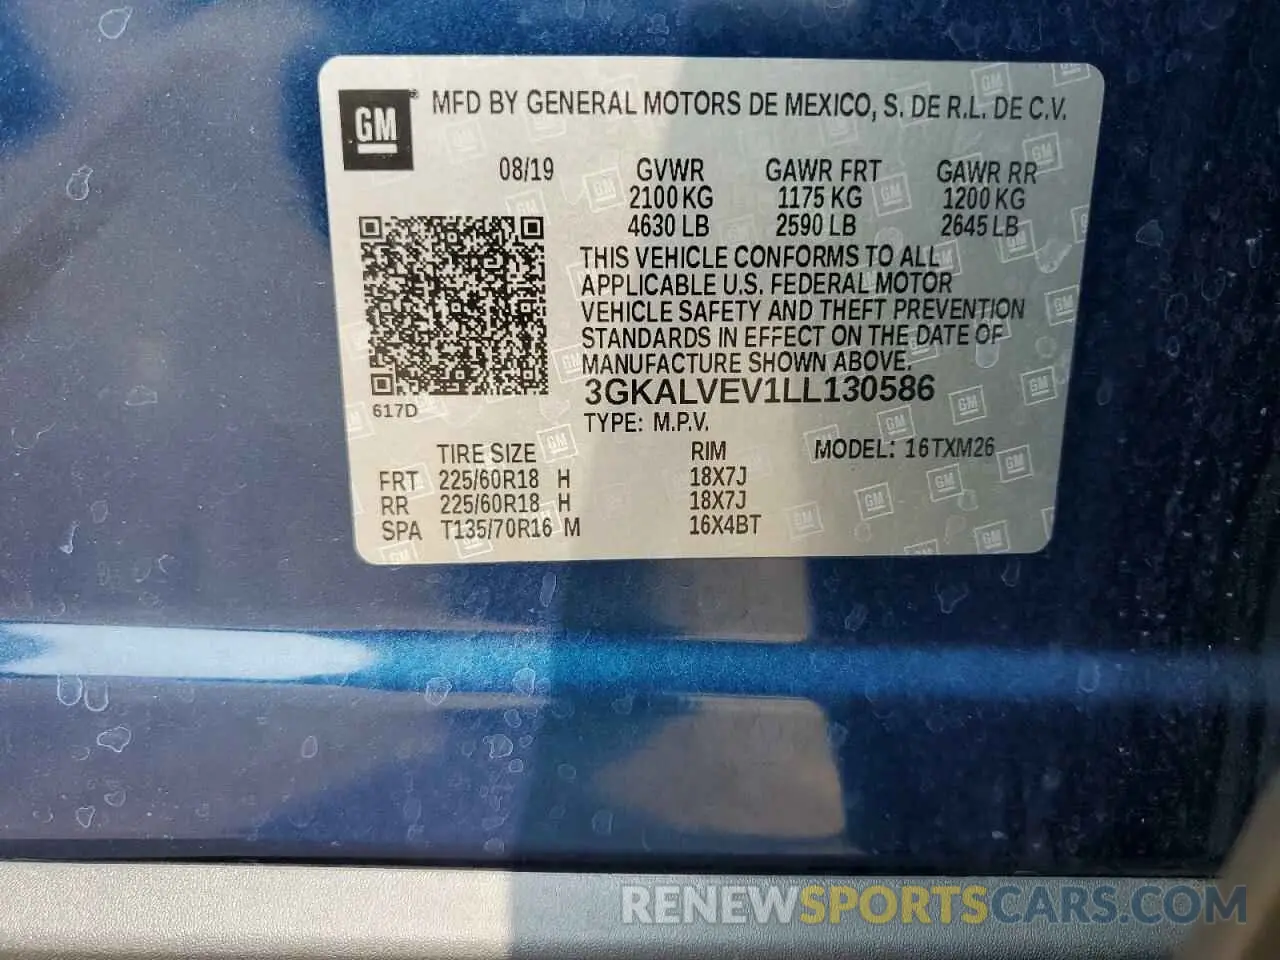 GM® MFD BY GENERAL MOTORS DE MEXICO, S. DE R.L. DE C.V.
08/19 GVWR GAWR FRT GAWR RR
2100 KG 1175 KG 1200 KG
4630 LB 2590 LB 2645 LB
THIS VEHICLE CONFORMS TO ALL
APPLICABLE U.S. FEDERAL MOTOR
VEHICLE SAFETY AND THEFT PREVENTION
STANDARDS IN EFFECT ON THE DATE OF
MANUFACTURE SHOWN ABOVE.
3GKALVEV1LL130586
617D
TYPE: M.P.V.
TIRE SIZE RIM MODEL: 16TXM26
FRT 225/60R18 H 18X7J
RR 225/60R18 H 18X7J
SPA T135/70R16 M 16X4BT
RENEWSPORTSCARS.COM